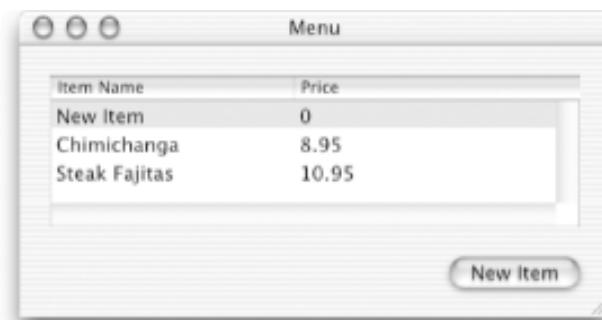 Menu
Item Name Price
New Item 0
Chimichanga 8.95
Steak Fajitas 10.95
New Item